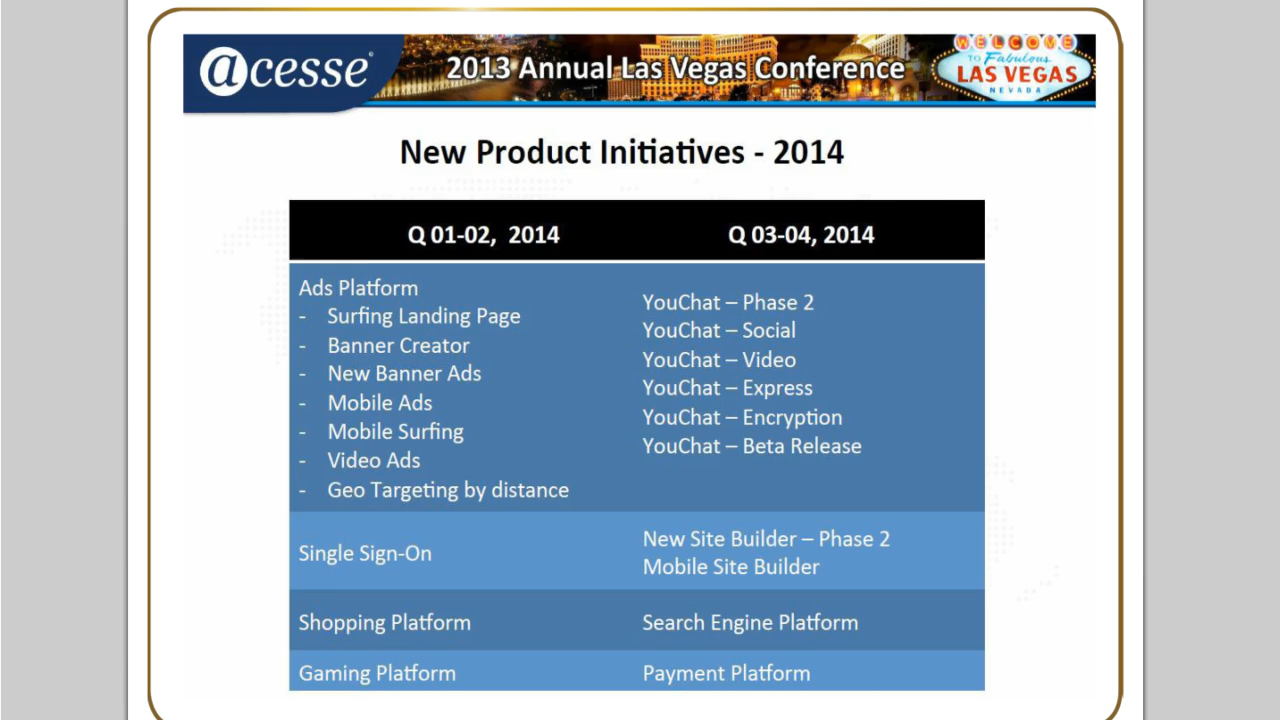 @cesse®
2013 Annual Las Vegas Conference
WELCOME
TO Fabulous
LAS VEGAS
NEVADA
New Product Initiatives - 2014
Q 01-02,  2014
Q 03-04, 2014
Ads Platform
- Surfing Landing Page
- Banner Creator
- New Banner Ads
- Mobile Ads
- Mobile Surfing
- Video Ads
- Geo Targeting by distance
YouChat – Phase 2
YouChat – Social
YouChat – Video
YouChat – Express
YouChat – Encryption
YouChat – Beta Release
Single Sign-On
New Site Builder – Phase 2
Mobile Site Builder
Shopping Platform
Search Engine Platform
Gaming Platform
Payment Platform